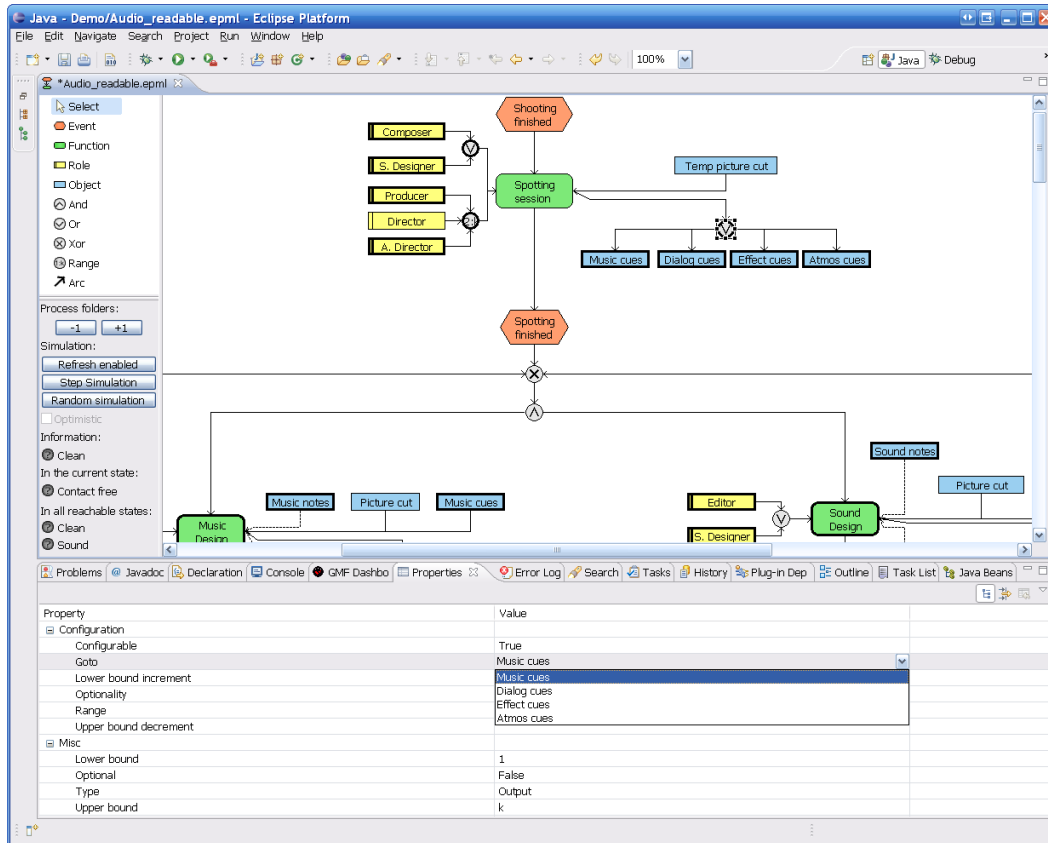 Java - Demo/Audio_readable.epml - Eclipse Platform
File Edit Navigate Search Project Run Window Help
100%
Java
Debug
*Audio_readable.epml
Select
Event
Function
Role
Object
And
Or
Xor
Range
Arc
Process folders:
-1 +1
Simulation:
Refresh enabled
Step Simulation
Random simulation
Optimistic
Information:
Clean
In the current state:
Contact free
In all reachable states:
Clean
Sound
Shooting
finished
Composer
S. Designer
Producer
Director
A. Director
Spotting
session
Temp picture cut
Music cues
Dialog cues
Effect cues
Atmos cues
Spotting
finished
Music notes
Picture cut
Music cues
Music
Design
Sound notes
Editor
S. Designer
Sound
Design
Picture cut
Problems @ Javadoc Declaration Console GMF Dashbo Properties Error Log Search Tasks History Plug-in Dep Outline Task List Java Beans
Property Value
Configuration
Configurable True
Goto Music cues
Lower bound increment Music cues
Optionality Dialog cues
Range Effect cues
Upper bound decrement Atmos cues
Misc
Lower bound 1
Optional False
Type Output
Upper bound k